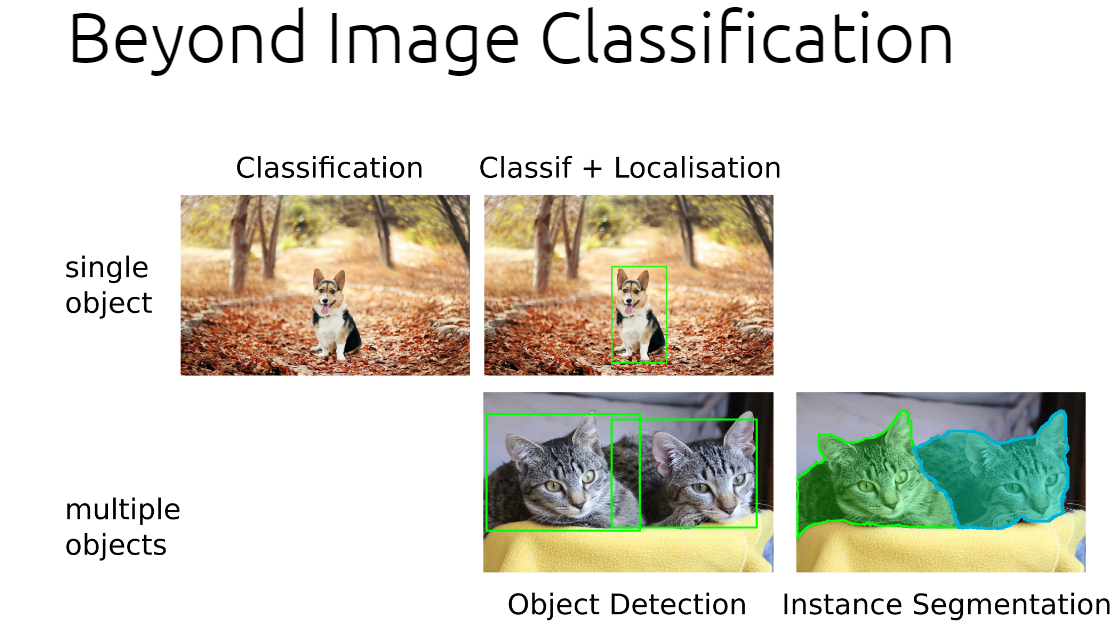 Beyond Image Classification
Classification
Classif + Localisation
single
object
multiple
objects
Object Detection
Instance Segmentation